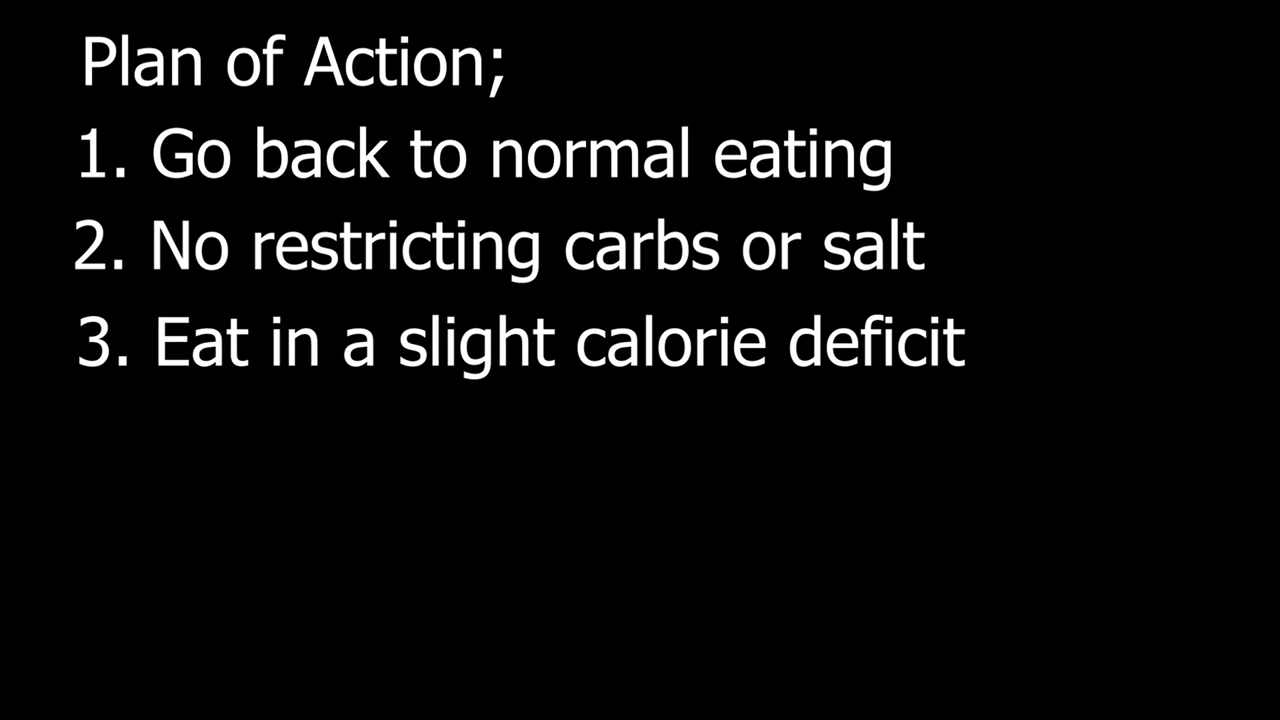 Plan of Action;
1. Go back to normal eating
2. No restricting carbs or salt
3. Eat in a slight calorie deficit